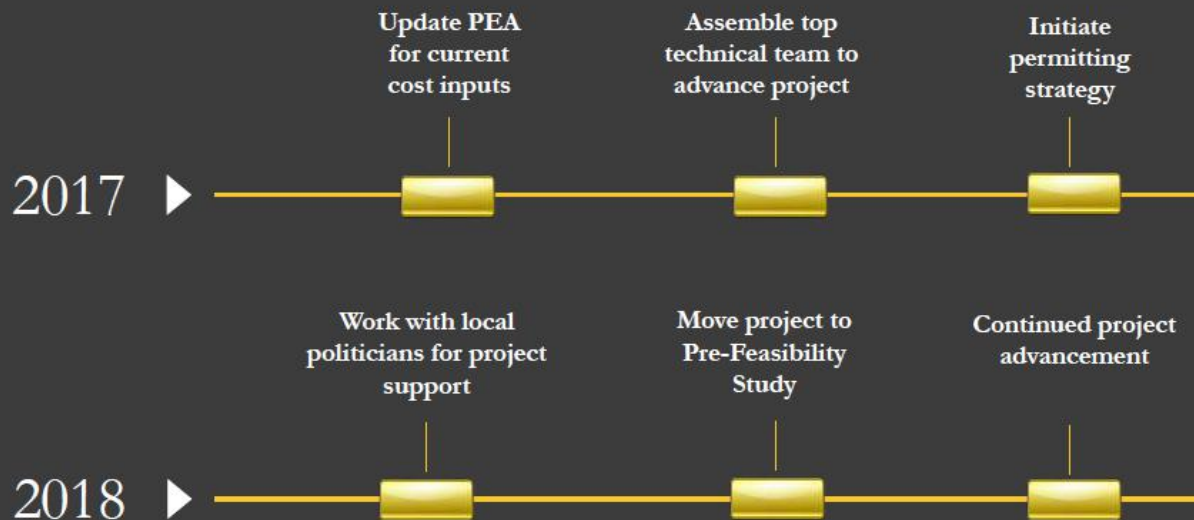 Update PEA
for current
cost inputs
Assemble top
technical team to
advance project
Initiate
permitting
strategy
2017
Work with local
politicians for project
support
Move project to
Pre-Feasibility
Study
Continued project
advancement
2018